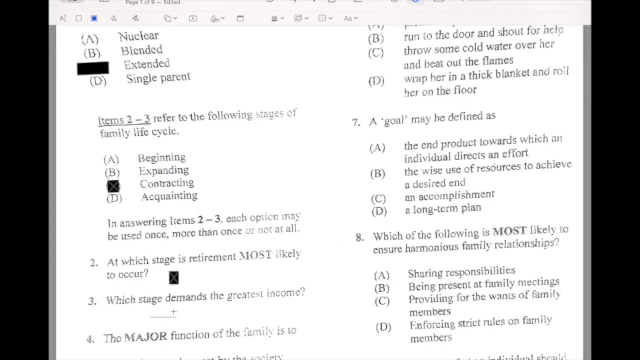 Page 1 of 9 — Edited
(A) Nuclear
(B) Blended
Extended
(D) Single parent
Items 2 – 3 refer to the following stages of
family life cycle.
(A) Beginning
(B) Expanding
Contracting
(D) Acquainting
In answering Items 2 – 3, each option may
be used once, more than once or not at all.
2. At which stage is retirement MOST likely
to occur?
3. Which stage demands the greatest income?
4. The MAJOR function of the family is to
(B) run to the door and shout for help
(C) throw some cold water over her
and beat out the flames
(D) wrap her in a thick blanket and roll
her on the floor
7. A 'goal' may be defined as
(A) the end product towards which an
individual directs an effort
(B) the wise use of resources to achieve
a desired end
(C) an accomplishment
(D) a long-term plan
8. Which of the following is MOST likely to
ensure harmonious family relationships?
(A) Sharing responsibilities
(B) Being present at family meetings
(C) Providing for the wants of family
members
(D) Enforcing strict rules on family
members